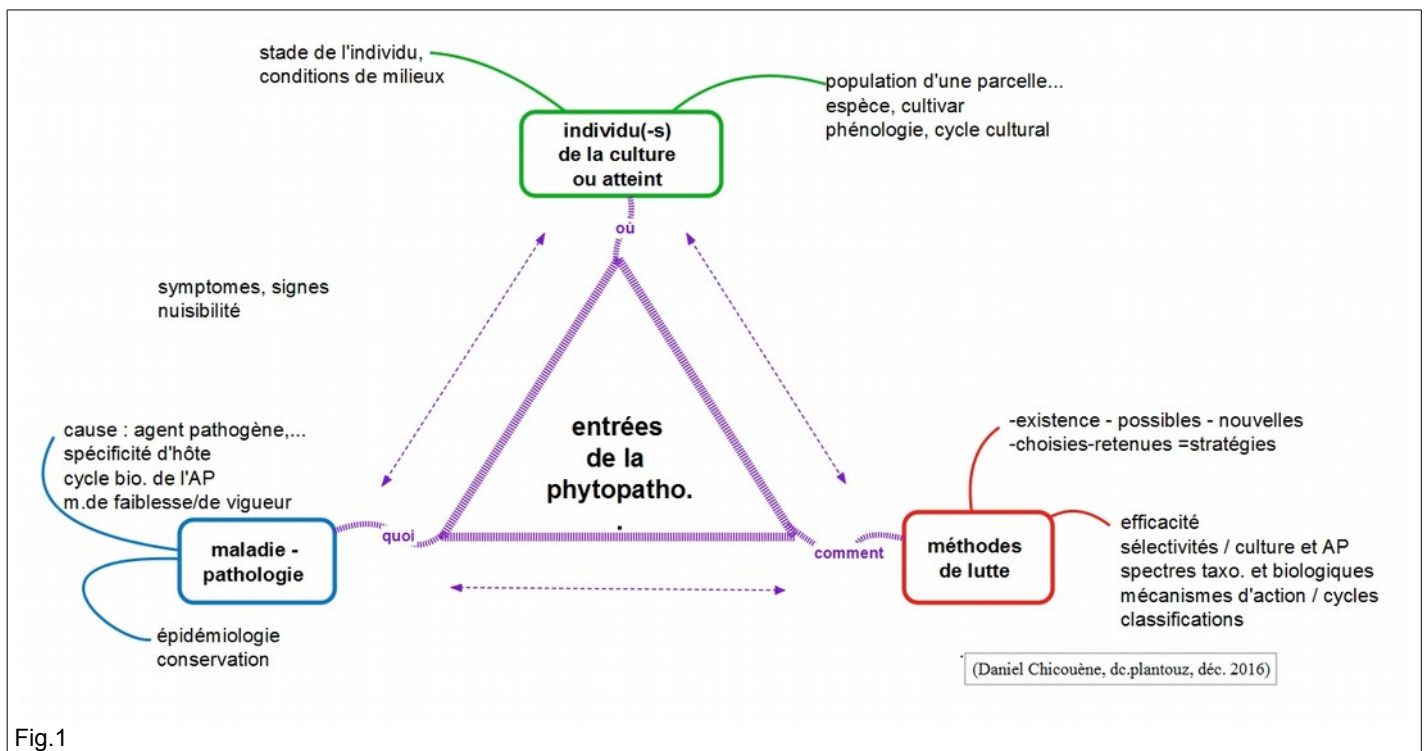 stade de l'individu,
conditions de milieux
population d'une parcelle...
espèce, cultivar
phénologie, cycle cultural
individu(-s)
de la culture
ou atteint
où
symptomes, signes
nuisibilité
entrées
de la
phytopatho.
.
cause : agent pathogène,...
spécificité d'hôte
cycle bio. de l'AP
m.de faiblesse/de vigueur
quoi
maladie -
pathologie
épidémiologie
conservation
comment
méthodes
de lutte
-existence - possibles - nouvelles
-choisies-retenues =stratégies
efficacité
sélectivités / culture et AP
spectres taxo. et biologiques
mécanismes d'action / cycles
classifications
(Daniel Chicouène, dc.plantouz, déc. 2016)
Fig.1